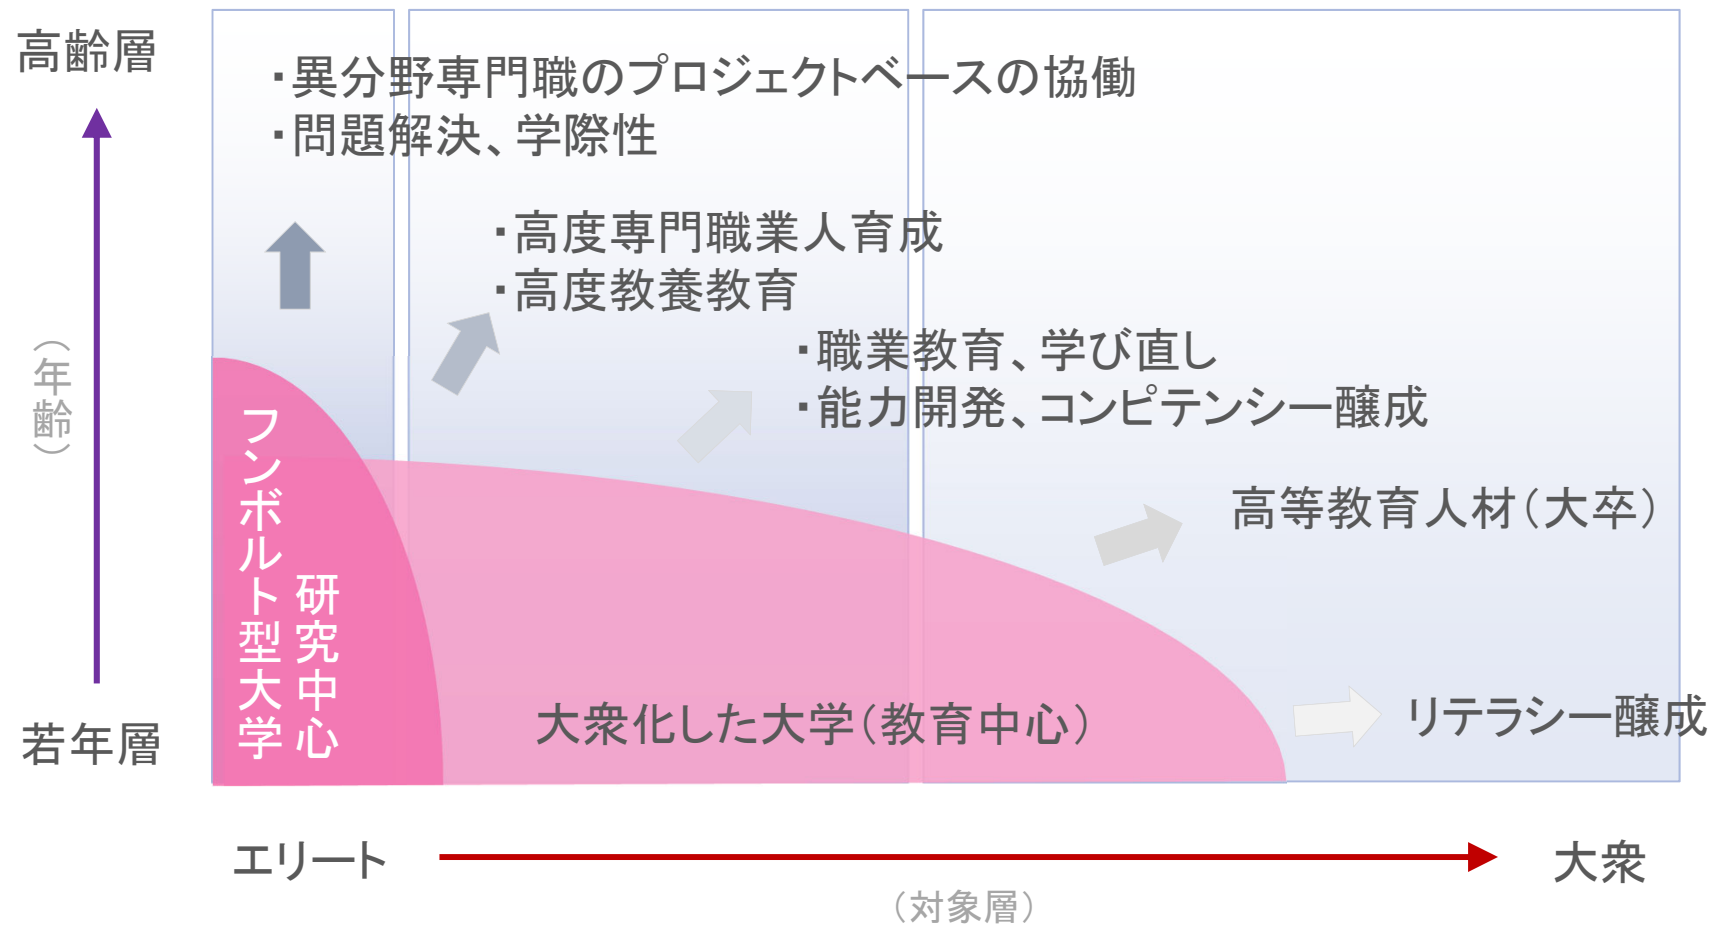 高齢層
・異分野専門職のプロジェクトベースの協働
・問題解決、学際性
・高度専門職業人育成
・高度教養教育
・職業教育、学び直し
・能力開発、コンピテンシー醸成
（年齢）
高等教育人材（大卒）
フンボルト型大学
研究中心
大衆化した大学（教育中心）
リテラシー醸成
若年層
エリート
大衆
（対象層）